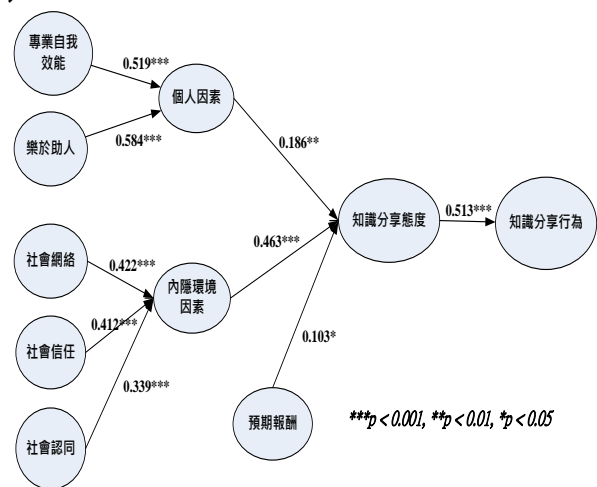 專業自我
效能
0.519***
個人因素
樂於助人
0.584***
0.186**
知識分享態度
0.513***
知識分享行為
社會網絡
0.422***
0.463***
內隱環境
因素
社會信任
0.412***
0.339***
0.103*
社會認同
預期報酬
***p < 0.001, **p < 0.01, *p < 0.05